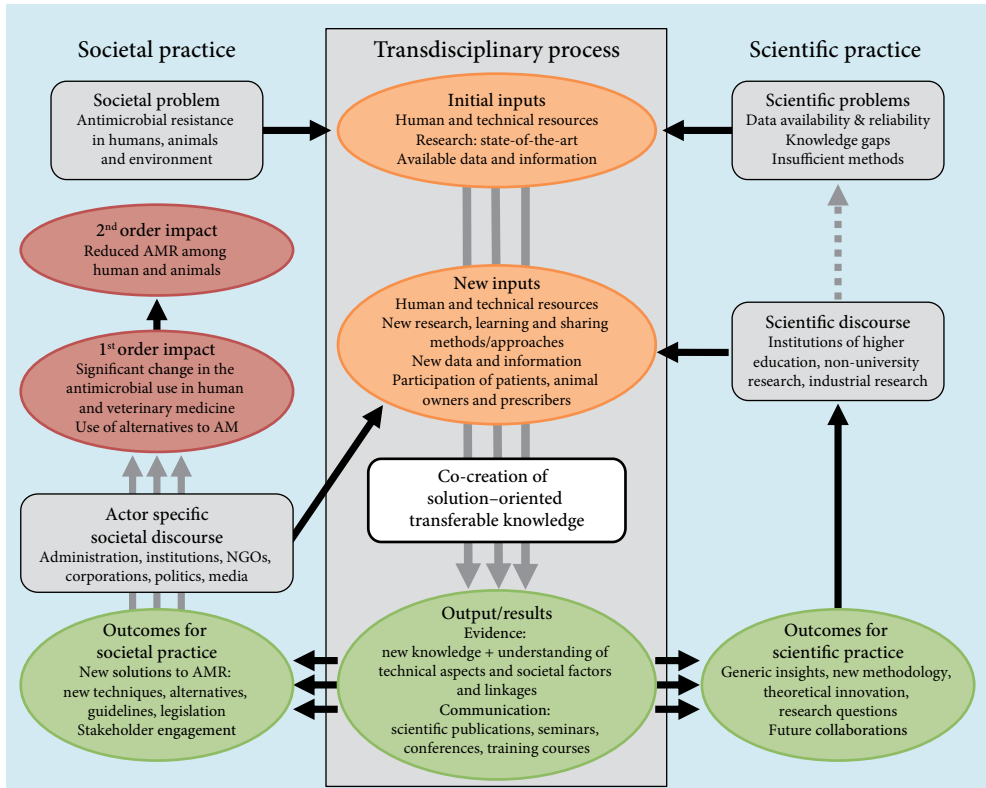 Societal practice
Transdisciplinary process
Scientific practice
Societal problem
Antimicrobial resistance
in humans, animals
and environment
Initial inputs
Human and technical resources
Research: state-of-the-art
Available data and information
Scientific problems
Data availability & reliability
Knowledge gaps
Insufficient methods
2nd order impact
Reduced AMR among
human and animals
1st order impact
Significant change in the
antimicrobial use in human
and veterinary medicine
Use of alternatives to AM
New inputs
Human and technical resources
New research, learning and sharing
methods/approaches
New data and information
Participation of patients, animal
owners and prescribers
Scientific discourse
Institutions of higher
education, non-university
research, industrial research
Actor specific
societal discourse
Administration, institutions, NGOs,
corporations, politics, media
Co-creation of
solution–oriented
transferable knowledge
Outcomes for
societal practice
New solutions to AMR:
new techniques, alternatives,
guidelines, legislation
Stakeholder engagement
Output/results
Evidence:
new knowledge + understanding of
technical aspects and societal factors
and linkages
Communication:
scientific publications, seminars,
conferences, training courses
Outcomes for
scientific practice
Generic insights, new methodology,
theoretical innovation,
research questions
Future collaborations